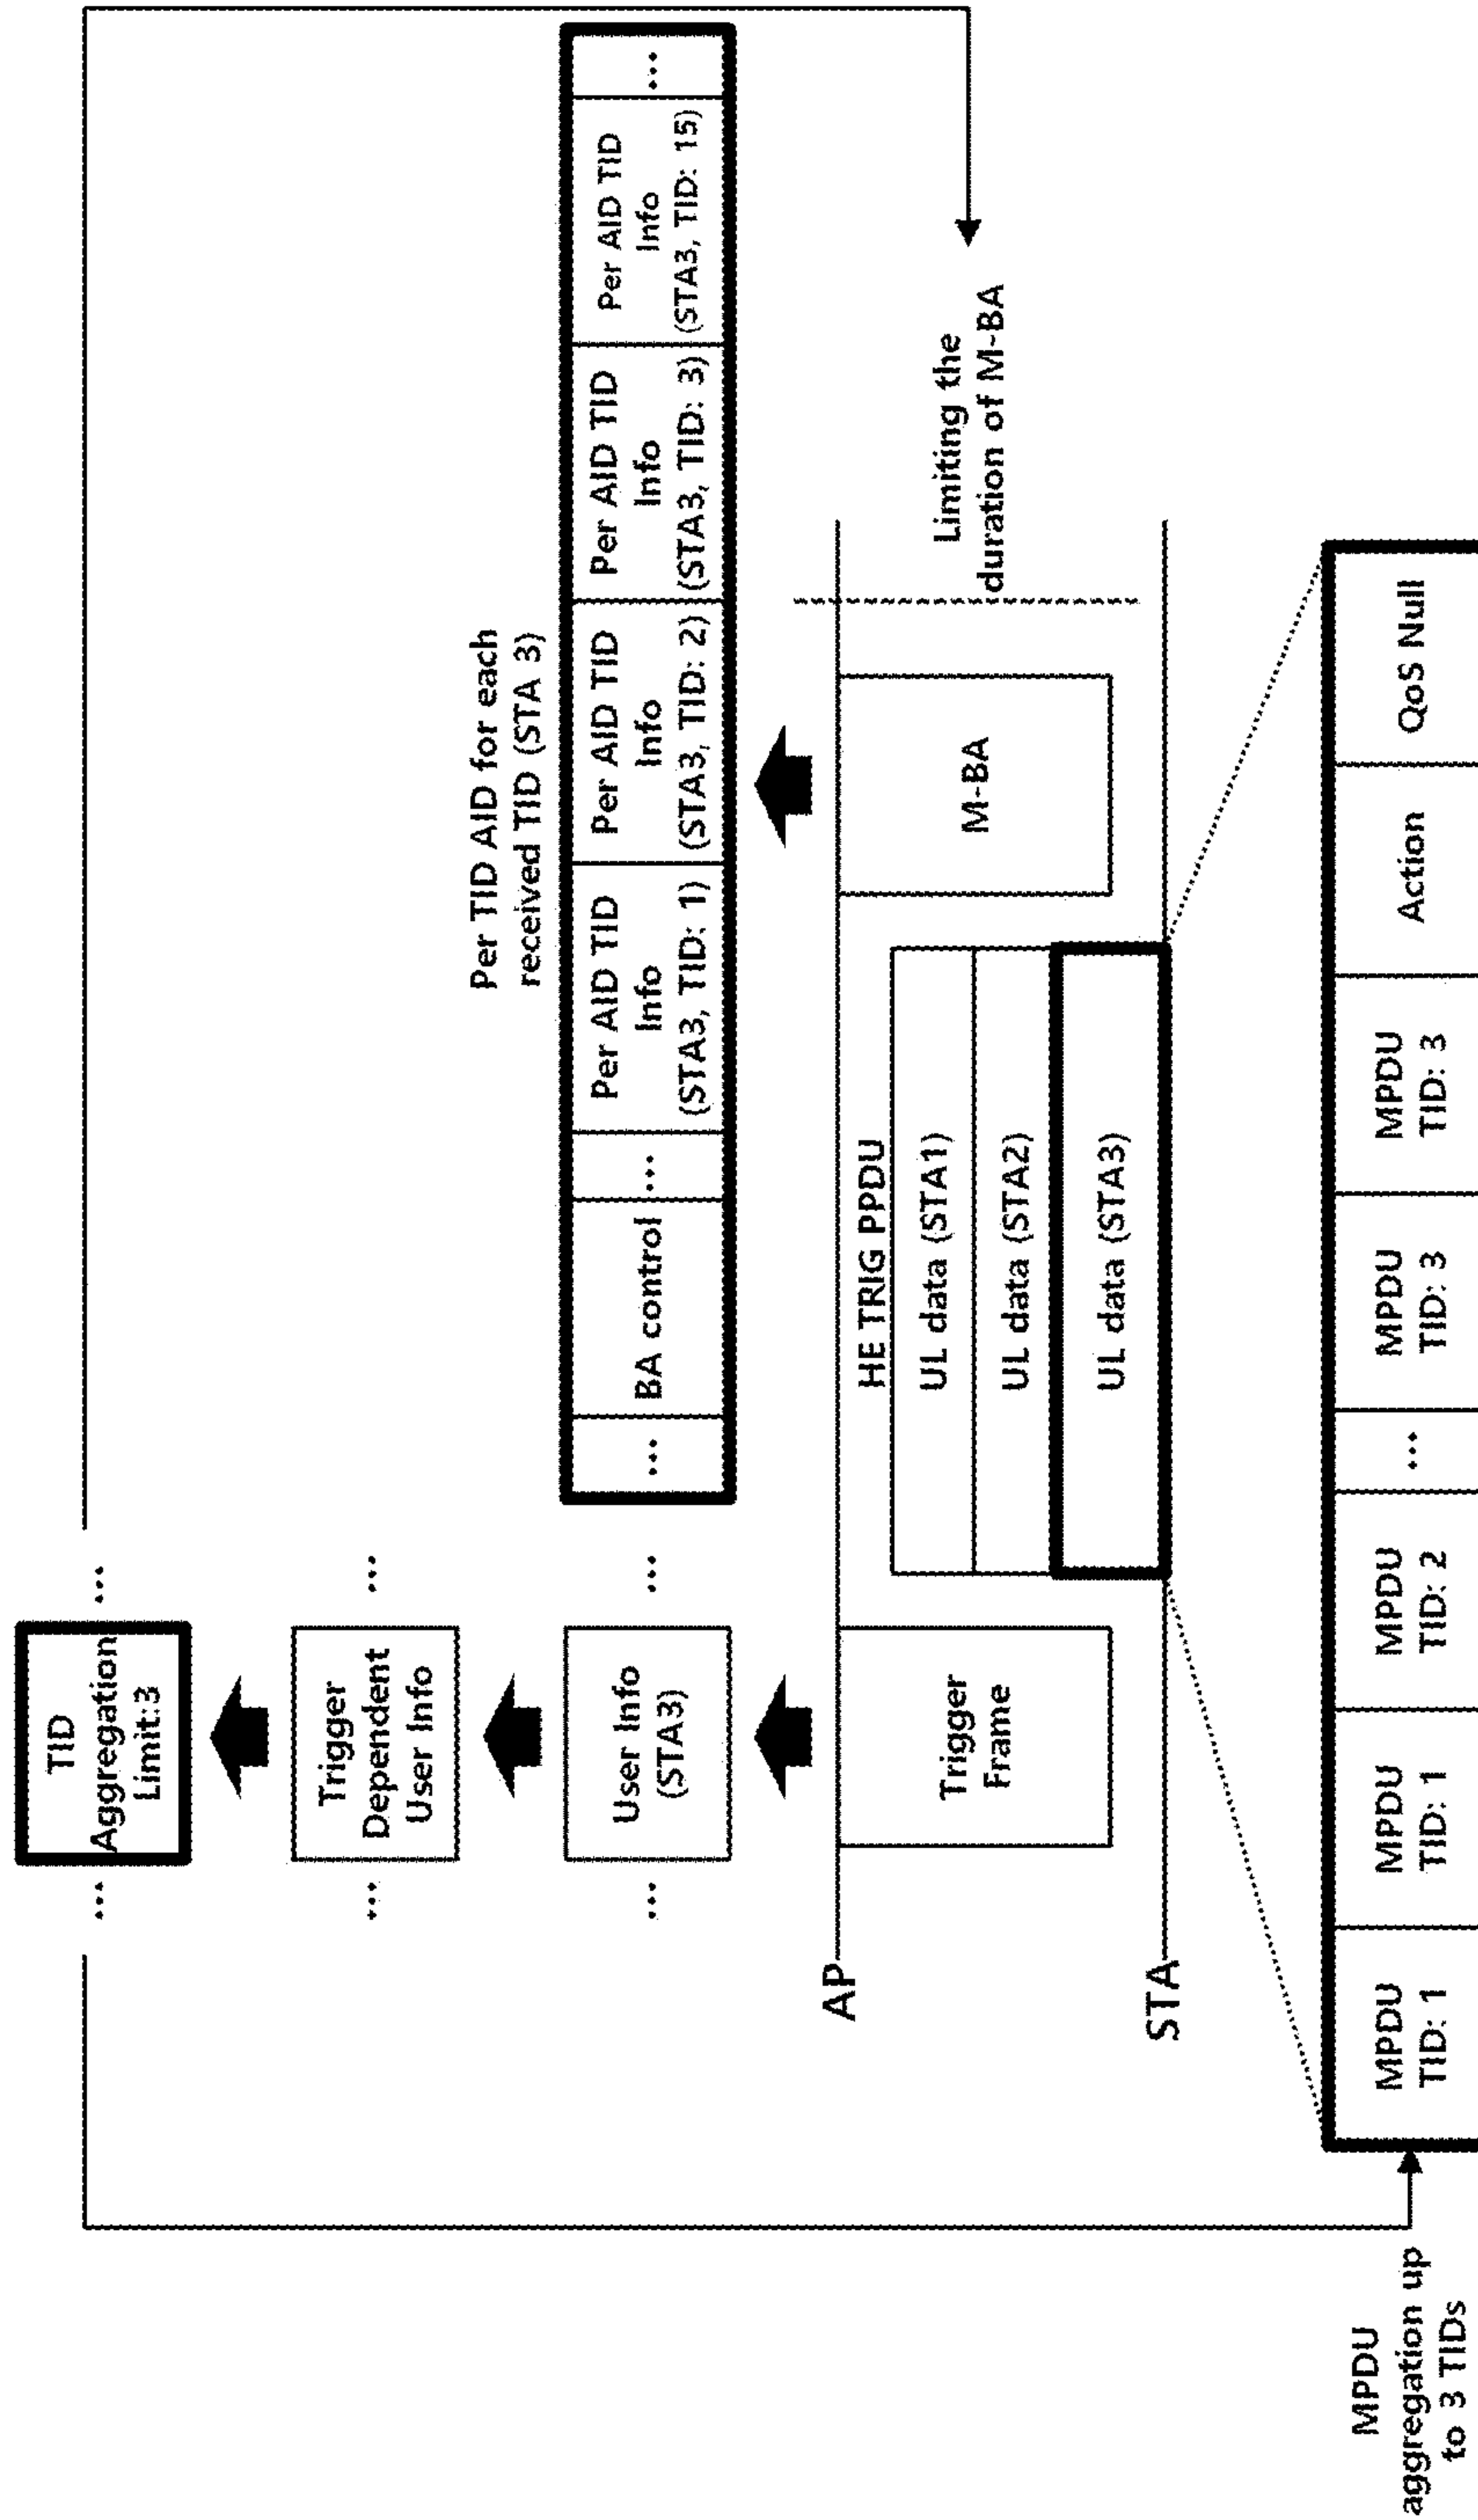 ...
TID
Aggregation
Limit:3
...
...
Trigger
Dependent
User Info
...
...
User Info
(STA3)
...
Per TID AID for each
received TID (STA 3)
...
BA control
...
Per AID TID
Info
(STA3, TID: 1)
Per AID TID
Info
(STA3, TID: 2)
Per AID TID
Info
(STA3, TID: 3)
Per AID TID
Info
(STA3, TID: 15)
...
AP
Trigger
Frame
HE TRIG PPDU
UL data (STA1)
UL data (STA2)
UL data (STA3)
M-BA
Limiting the
duration of M-BA
STA
MPDU
aggregation up
to 3 TIDs
MPDU
TID: 1
MPDU
TID: 1
MPDU
TID: 2
...
MPDU
TID: 3
MPDU
TID: 3
Action
QoS Null